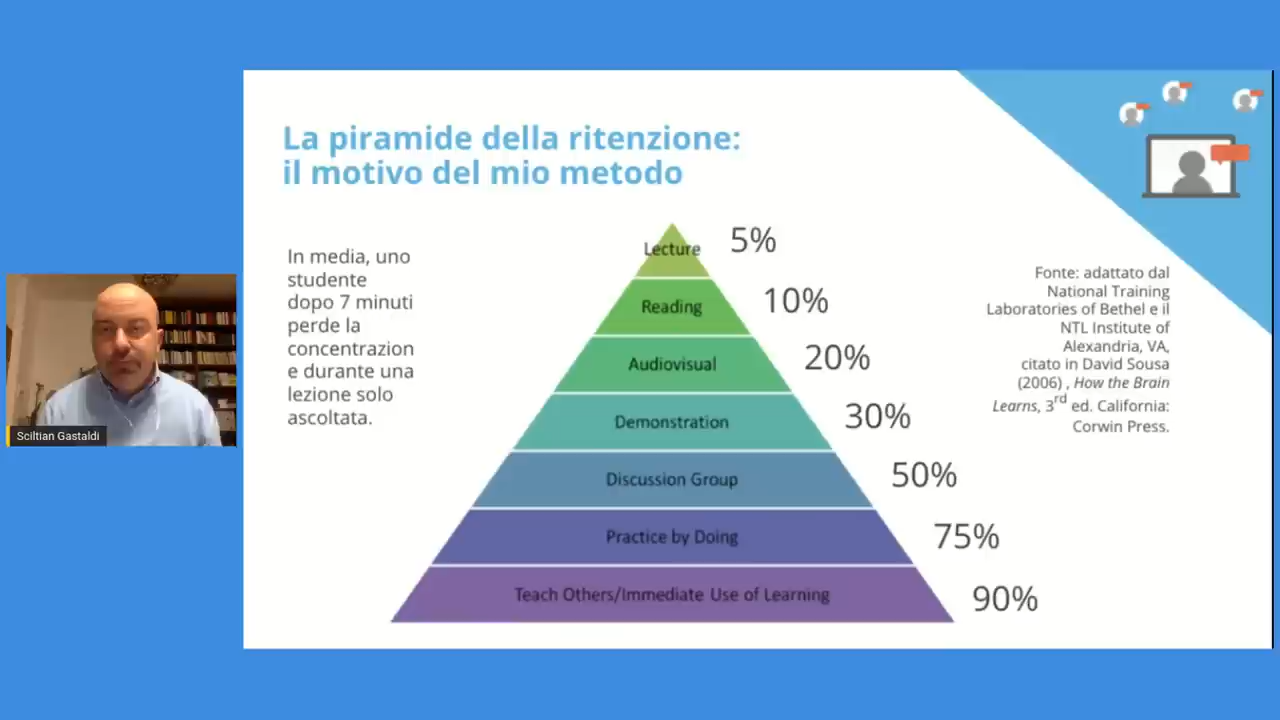 La piramide della ritenzione:
il motivo del mio metodo
In media, uno
studente
dopo 7 minuti
perde la
concentrazion
e durante una
lezione solo
ascoltata.
Lecture 5%
Reading 10%
Audiovisual 20%
Demonstration 30%
Discussion Group 50%
Practice by Doing 75%
Teach Others/Immediate Use of Learning 90%
Fonte: adattato dal
National Training
Laboratories of Bethel e il
NTL Institute of
Alexandria, VA,
citato in David Sousa
(2006) , How the Brain
Learns, 3rd ed. California:
Corwin Press.
Sciltian Gastaldi